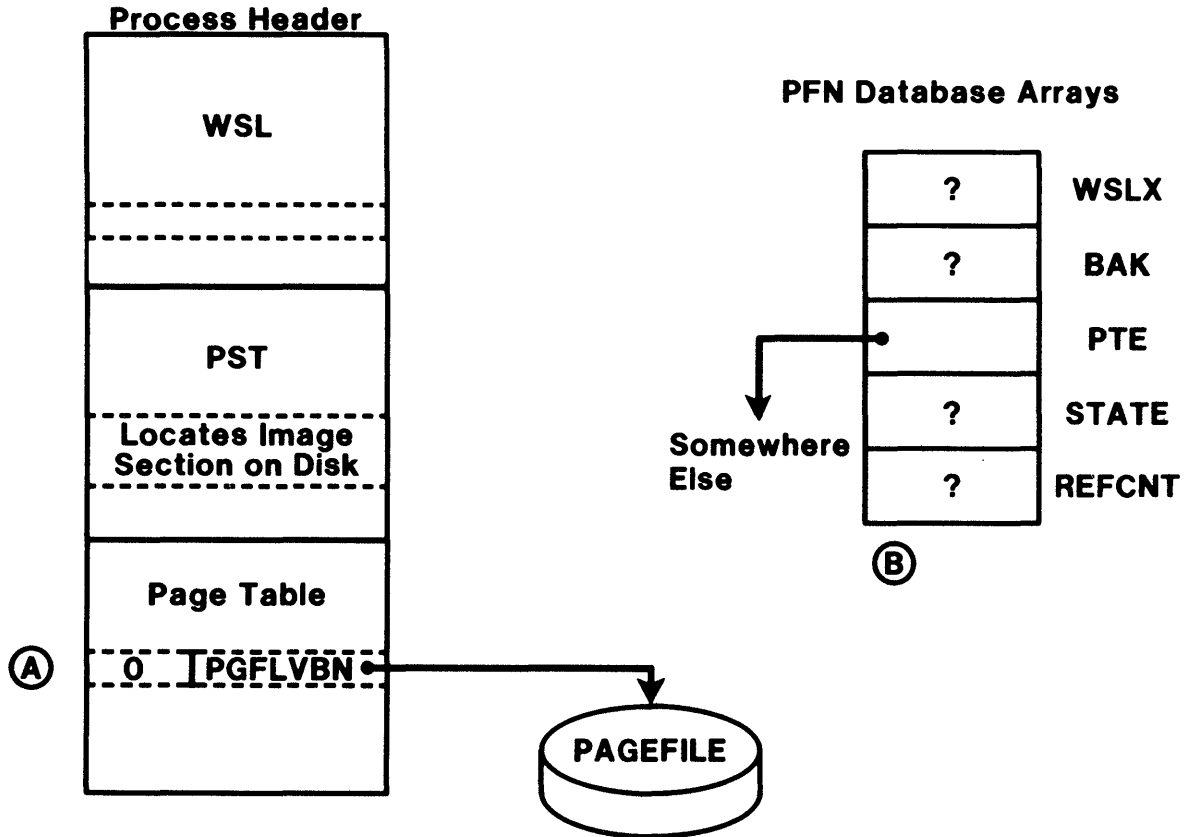 Process Header
WSL
PST
Locates Image
Section on Disk
Page Table
A
0 PGFLVBN
PAGEFILE
PFN Database Arrays
? WSLX
? BAK
PTE
? STATE
? REFCNT
Somewhere
Else
B